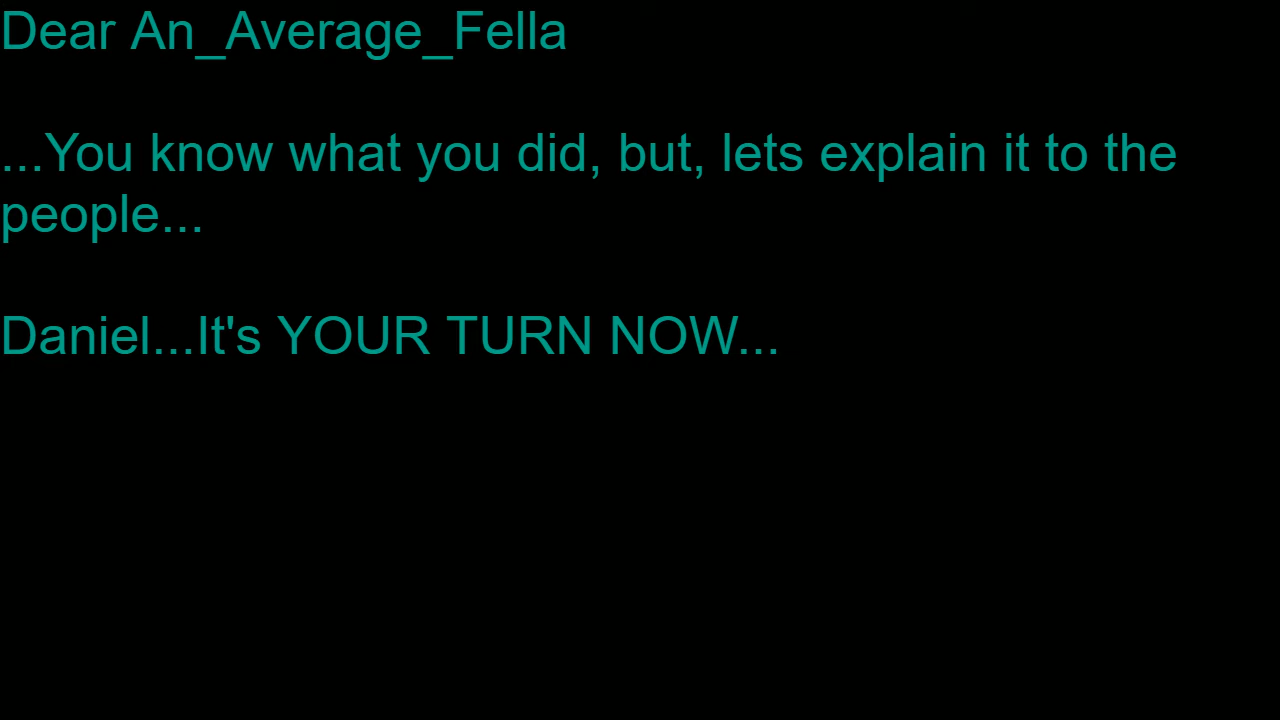 Dear An_Average_Fella
...You know what you did, but, lets explain it to the
people...
Daniel...It's YOUR TURN NOW...